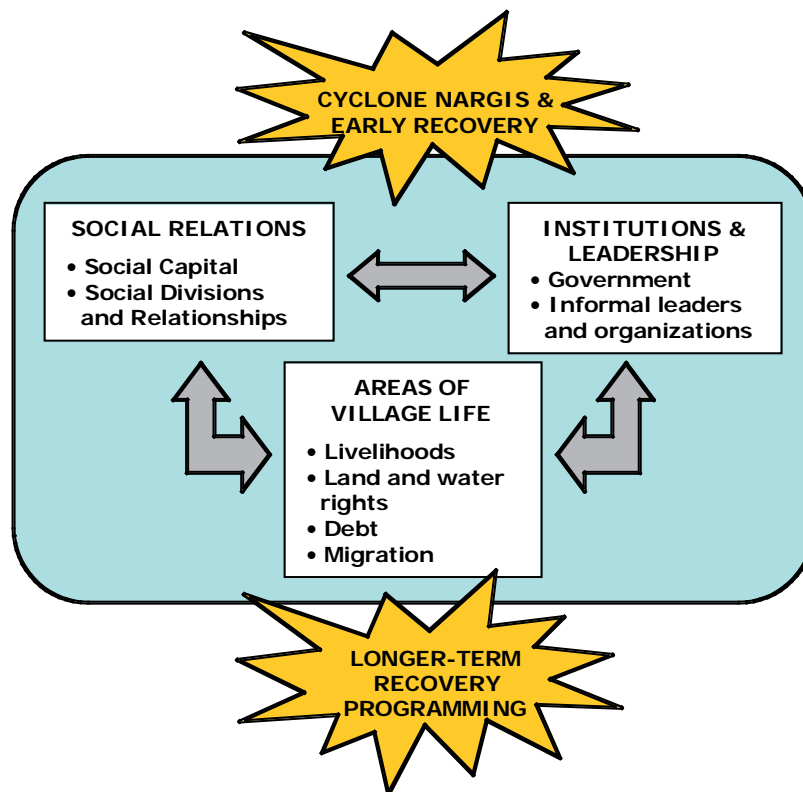 CYCLONE NARGIS &
EARLY RECOVERY
SOCIAL RELATIONS
• Social Capital
• Social Divisions
and Relationships
INSTITUTIONS &
LEADERSHIP
• Government
• Informal leaders
and organizations
AREAS OF
VILLAGE LIFE
• Livelihoods
• Land and water
rights
• Debt
• Migration
LONGER-TERM
RECOVERY
PROGRAMMING